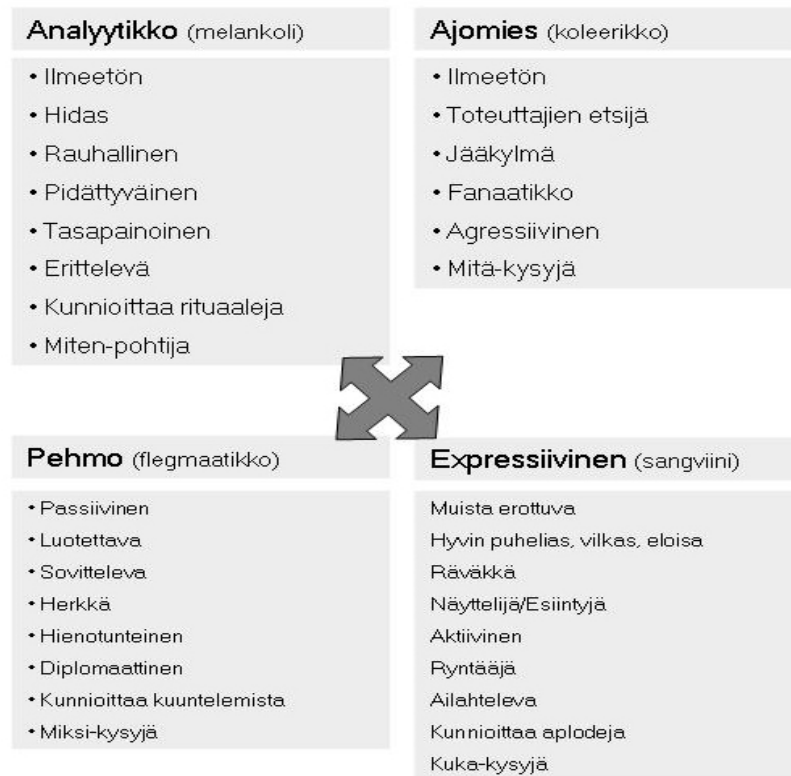 Analyytikko (melankoli)
• Ilmeetön
• Hidas
• Rauhallinen
• Pidättyväinen
• Tasapainoinen
• Erittelevä
• Kunnioittaa rituaaleja
• Miten-pohtija
Ajomies (koleerikko)
• Ilmeetön
• Toteuttajien etsijä
• Jääkylmä
• Fanaatikko
• Agressiivinen
• Mitä-kysyjä
Pehmo (flegmaatikko)
• Passiivinen
• Luotettava
• Sovitteleva
• Herkkä
• Hienotunteinen
• Diplomaattinen
• Kunnioittaa kuuntelemista
• Miksi-kysyjä
Expressiivinen (sangviini)
Muista erottuva
Hyvin puhelias, vilkas, eloisa
Räväkkä
Näyttelijä/Esiintyjä
Aktiivinen
Ryntääjä
Ailahteleva
Kunnioittaa aplodeja
Kuka-kysyjä